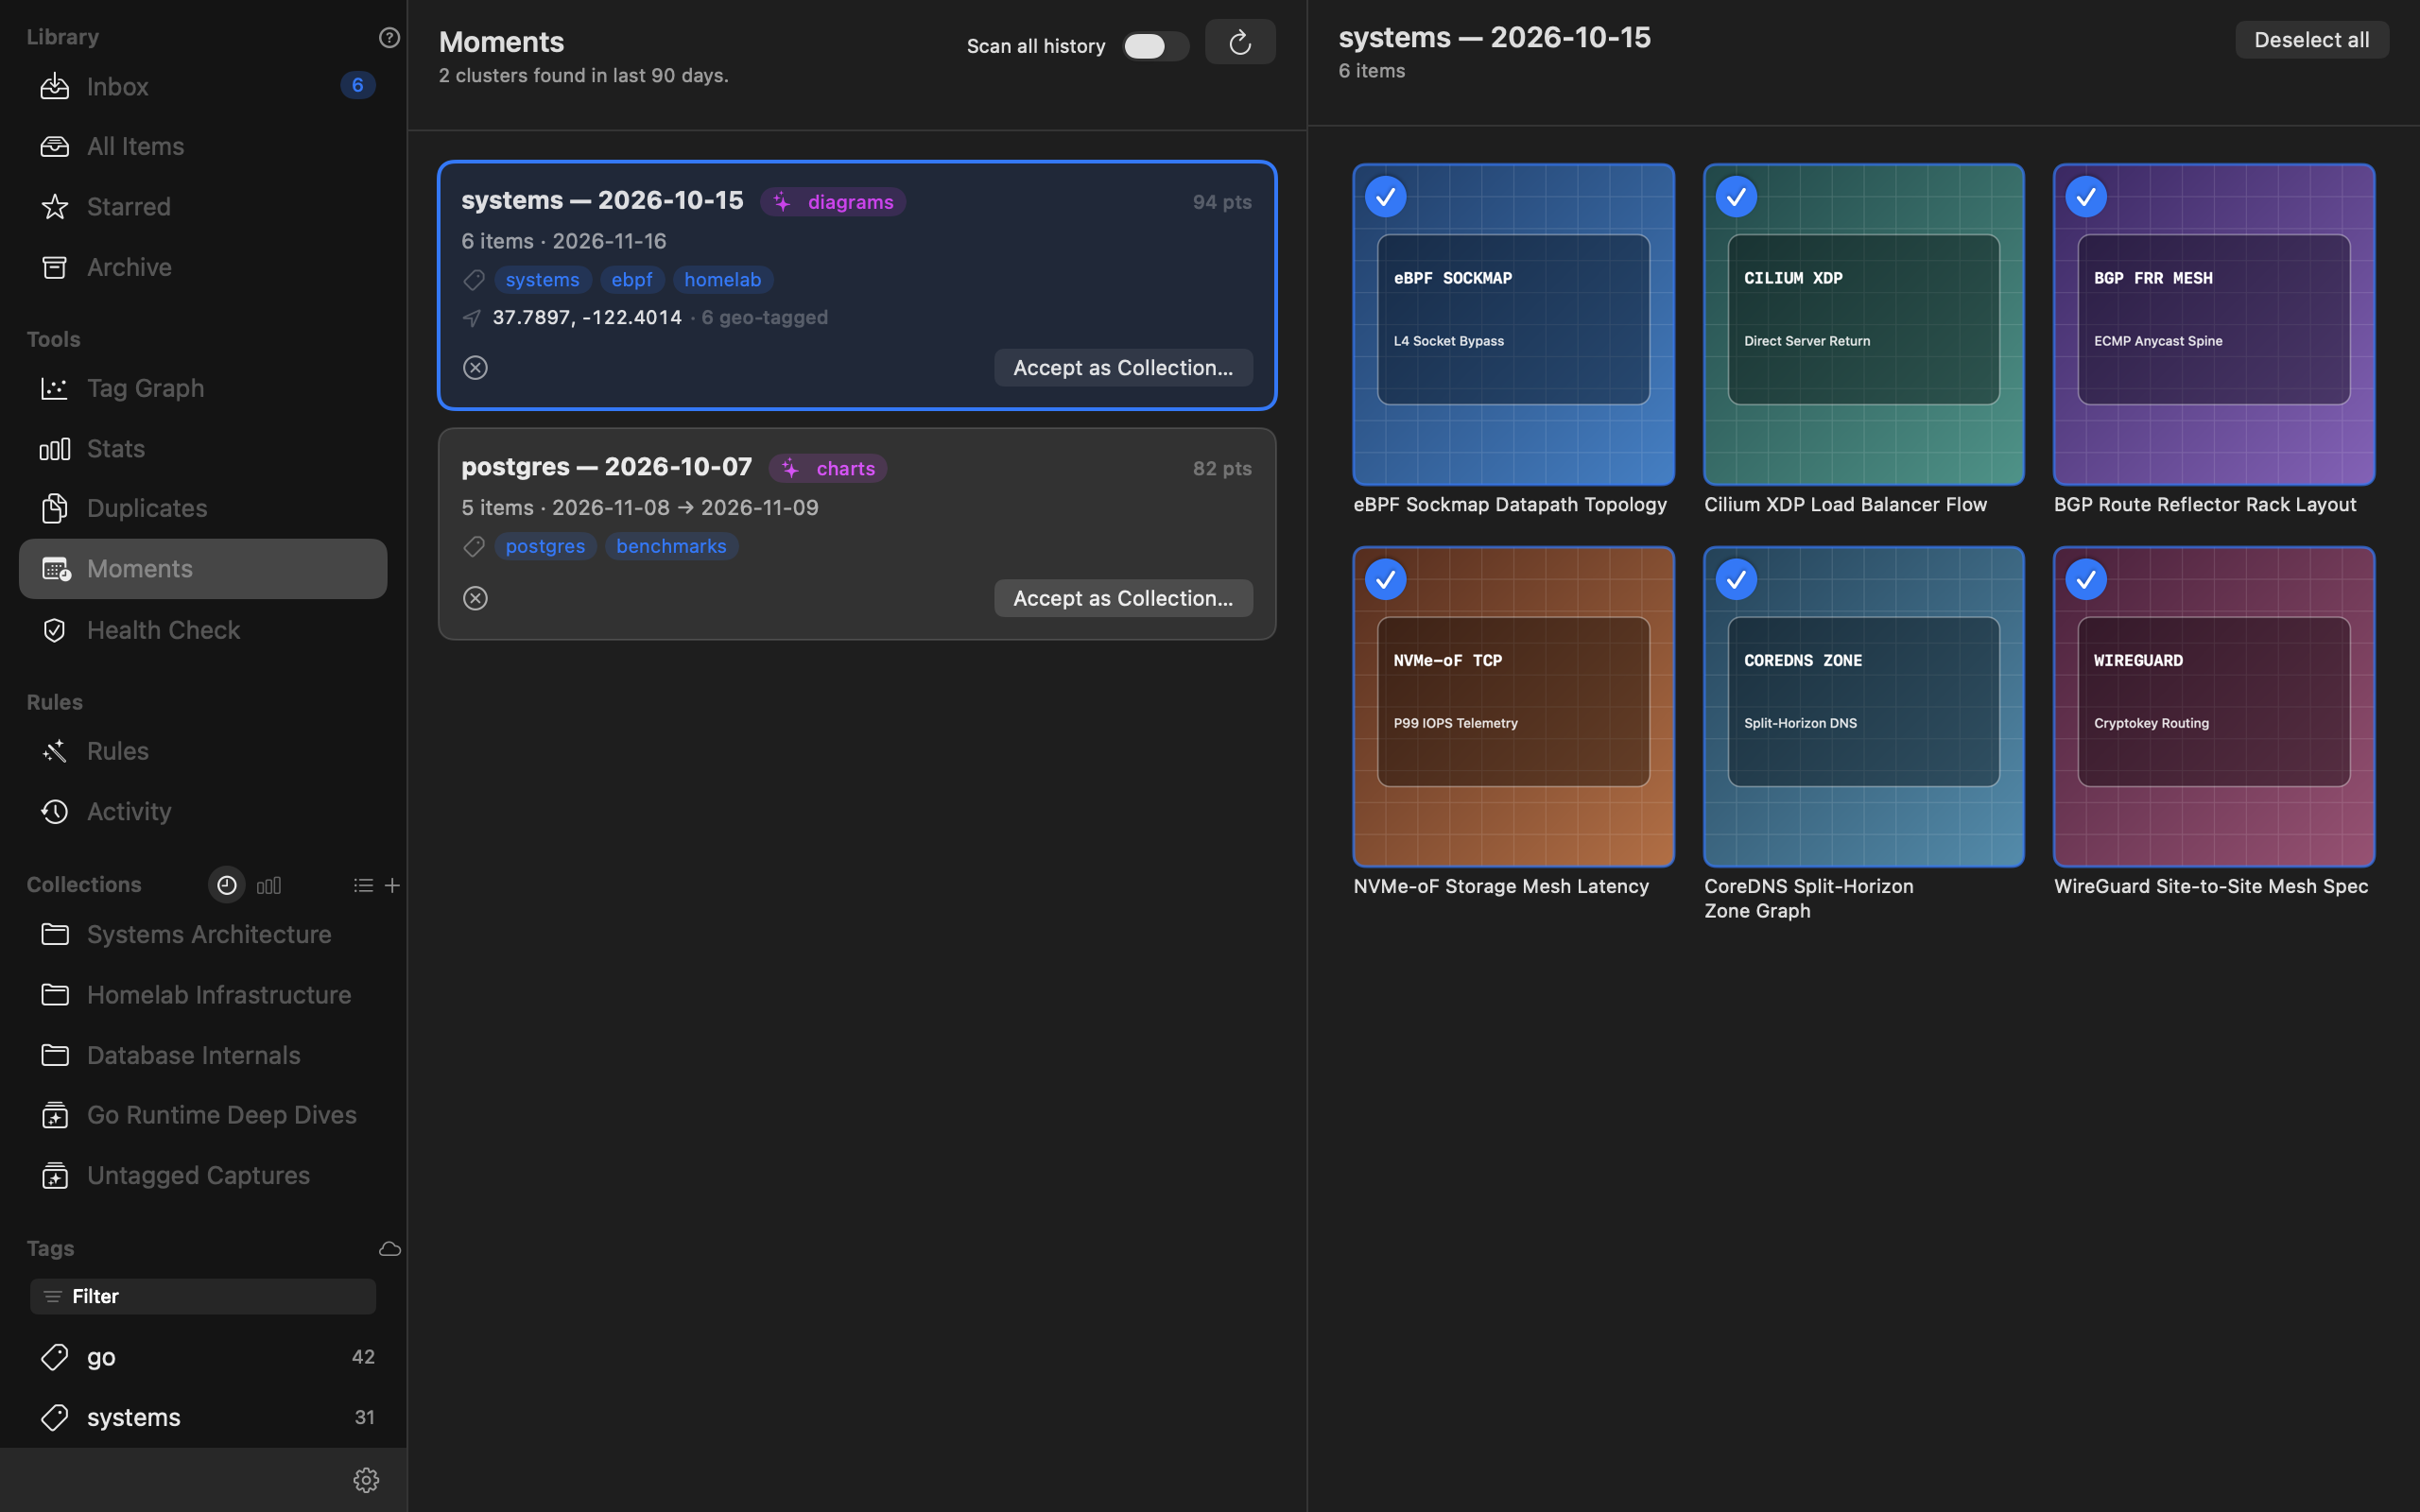 Library
Inbox
6
All Items
Starred
Archive
Tools
Tag Graph
Stats
Duplicates
Moments
Health Check
Rules
Rules
Activity
Collections
Systems Architecture
Homelab Infrastructure
Database Internals
Go Runtime Deep Dives
Untagged Captures
Tags
Filter
go
42
systems
31
Moments
2 clusters found in last 90 days.
Scan all history
systems — 2026-10-15
diagrams
94 pts
6 items · 2026-11-16
systems
ebpf
homelab
37.7897, -122.4014 · 6 geo-tagged
Accept as Collection...
postgres — 2026-10-07
charts
82 pts
5 items · 2026-11-08 → 2026-11-09
postgres
benchmarks
Accept as Collection...
systems — 2026-10-15
6 items
Deselect all
eBPF SOCKMAP
L4 Socket Bypass
eBPF Sockmap Datapath Topology
CILIUM XDP
Direct Server Return
Cilium XDP Load Balancer Flow
BGP FRR MESH
ECMP Anycast Spine
BGP Route Reflector Rack Layout
NVMe-oF TCP
P99 IOPS Telemetry
NVMe-oF Storage Mesh Latency
COREDNS ZONE
Split-Horizon DNS
CoreDNS Split-Horizon
Zone Graph
WIREGUARD
Cryptokey Routing
WireGuard Site-to-Site Mesh Spec